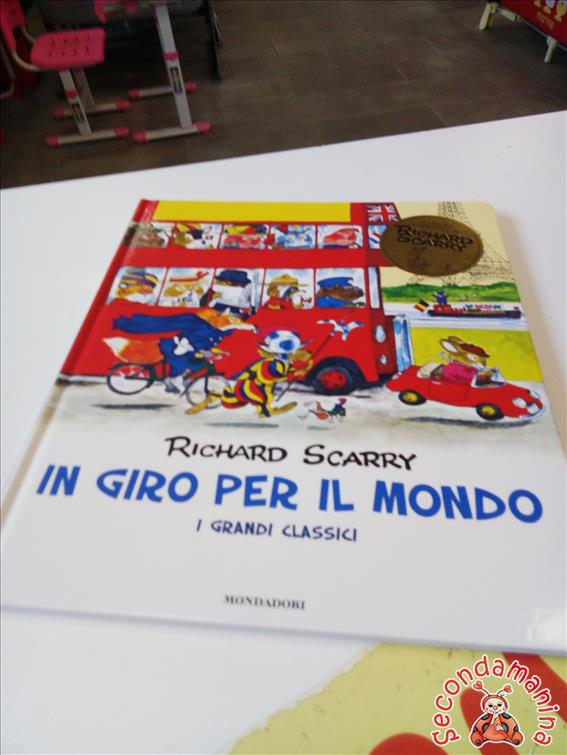 RICHARD
SCARRY
RICHARD SCARRY
IN GIRO PER IL MONDO
I GRANDI CLASSICI
MONDADORI
Secondamanina